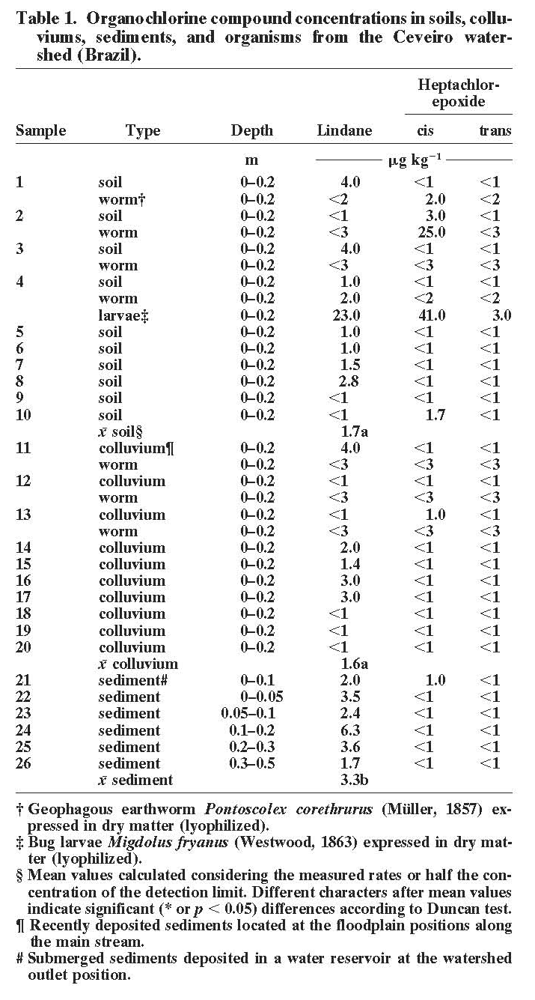 Table 1. Organochlorine compound concentrations in soils, collu-
viums, sediments, and organisms from the Ceveiro water-
shed (Brazil).
Heptachlor-
epoxide
Sample Type Depth Lindane cis trans
m μg kg⁻¹
1 soil 0–0.2 4.0 <1 <1
worm† 0–0.2 <2 2.0 <2
2 soil 0–0.2 <1 3.0 <1
worm 0–0.2 <3 25.0 <3
3 soil 0–0.2 4.0 <1 <1
worm 0–0.2 <3 <3 <3
4 soil 0–0.2 1.0 <1 <1
worm 0–0.2 2.0 <2 <2
larvae‡ 0–0.2 23.0 41.0 3.0
5 soil 0–0.2 1.0 <1 <1
6 soil 0–0.2 1.0 <1 <1
7 soil 0–0.2 1.5 <1 <1
8 soil 0–0.2 2.8 <1 <1
9 soil 0–0.2 <1 <1 <1
10 soil 0–0.2 <1 1.7 <1
x̄ soil§ 1.7a
11 colluvium¶ 0–0.2 4.0 <1 <1
worm 0–0.2 <3 <3 <3
12 colluvium 0–0.2 <1 <1 <1
worm 0–0.2 <3 <3 <3
13 colluvium 0–0.2 <1 1.0 <1
worm 0–0.2 <3 <3 <3
14 colluvium 0–0.2 2.0 <1 <1
15 colluvium 0–0.2 1.4 <1 <1
16 colluvium 0–0.2 3.0 <1 <1
17 colluvium 0–0.2 3.0 <1 <1
18 colluvium 0–0.2 <1 <1 <1
19 colluvium 0–0.2 <1 <1 <1
20 colluvium 0–0.2 <1 <1 <1
x̄ colluvium 1.6a
21 sediment# 0–0.1 2.0 1.0 <1
22 sediment 0–0.05 3.5 <1 <1
23 sediment 0.05–0.1 2.4 <1 <1
24 sediment 0.1–0.2 6.3 <1 <1
25 sediment 0.2–0.3 3.6 <1 <1
26 sediment 0.3–0.5 1.7 <1 <1
x̄ sediment 3.3b
† Geophagous earthworm Pontoscolex corethrurus (Müller, 1857) ex-
pressed in dry matter (lyophilized).
‡ Bug larvae Migdolus fryanus (Westwood, 1863) expressed in dry mat-
ter (lyophilized).
§ Mean values calculated considering the measured rates or half the con-
centration of the detection limit. Different characters after mean values
indicate significant (* or p < 0.05) differences according to Duncan test.
¶ Recently deposited sediments located at the floodplain positions along
the main stream.
# Submerged sediments deposited in a water reservoir at the watershed
outlet position.